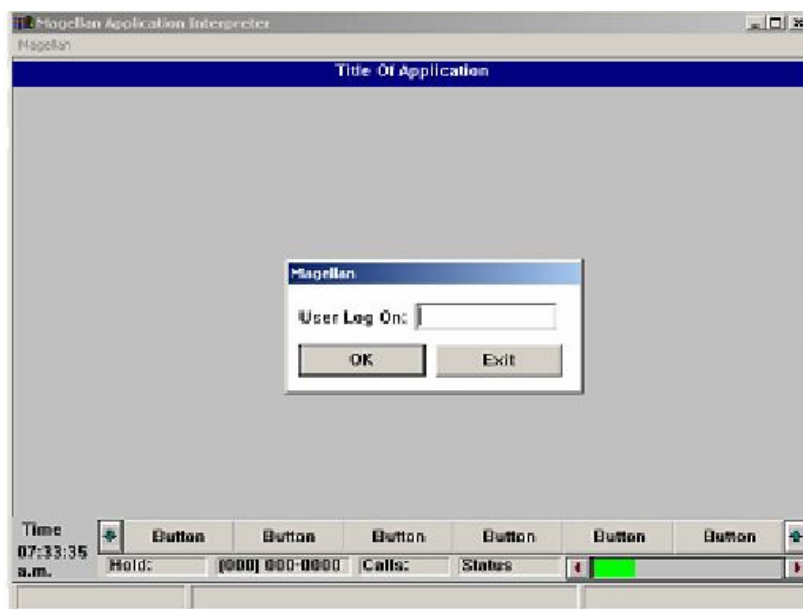 Magellan Application Interpreter
Magellan
Title Of Application
Magellan
User Log On:
OK Exit
Time Button Button Button Button Button Button
07:33:35
a.m. Hold: (000) 000-0000 Calls: Status